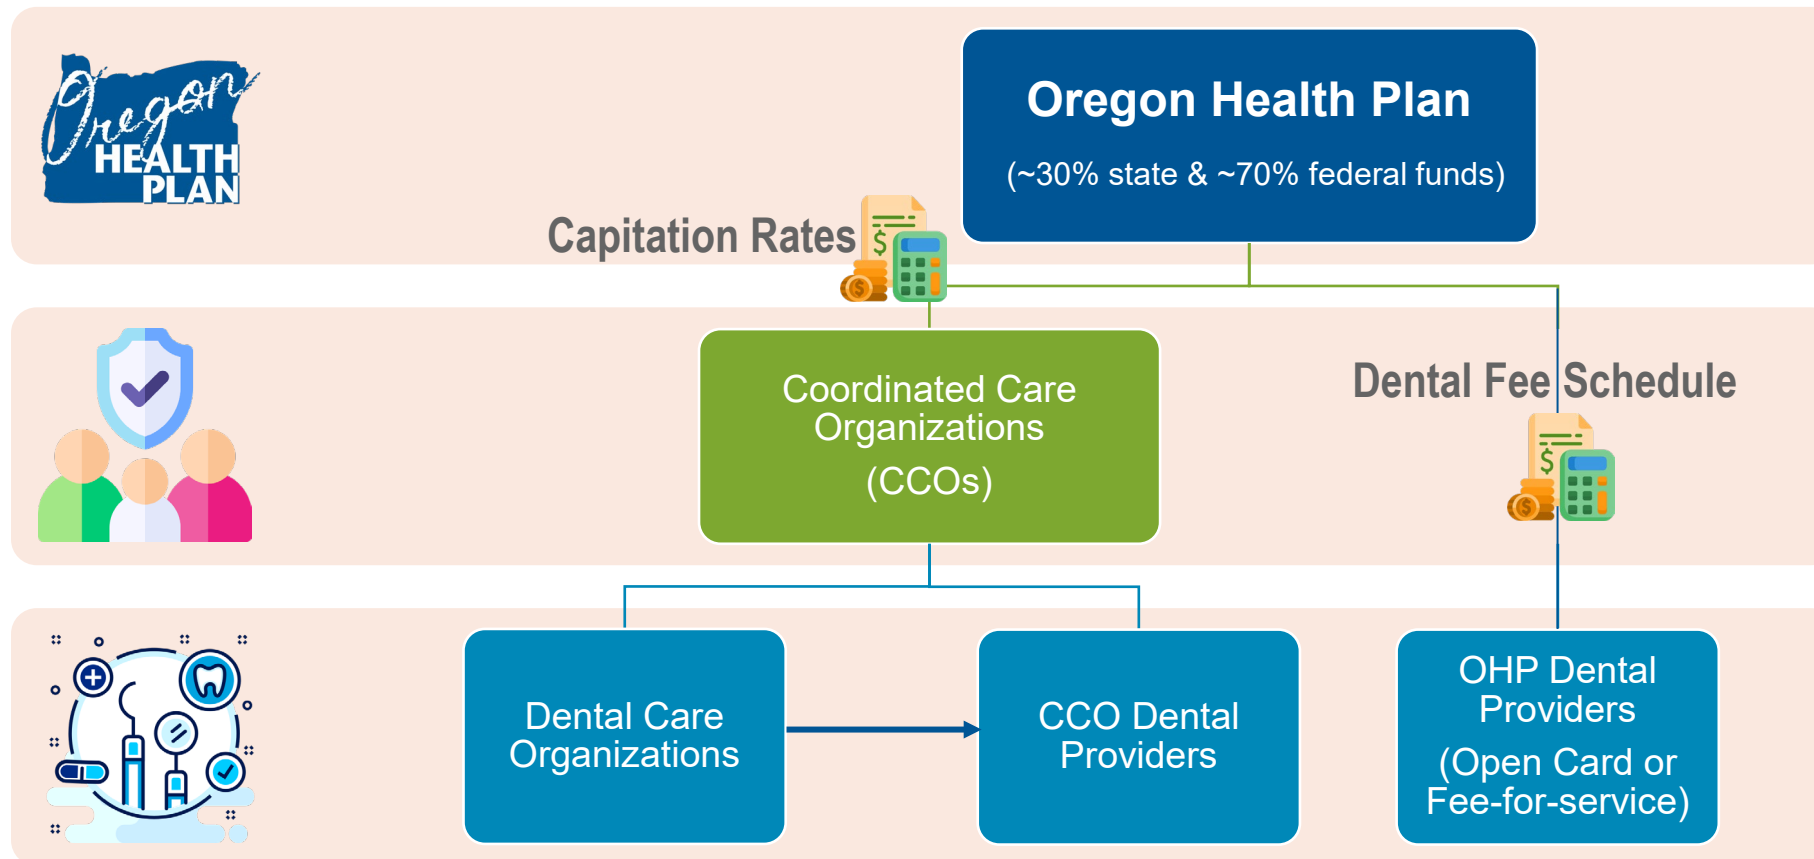 Oregon
HEALTH
PLAN
Oregon Health Plan
(~30% state & ~70% federal funds)
Capitation Rates
Coordinated Care
Organizations
(CCOs)
Dental Fee Schedule
Dental Care
Organizations
CCO Dental
Providers
OHP Dental
Providers
(Open Card or
Fee-for-service)